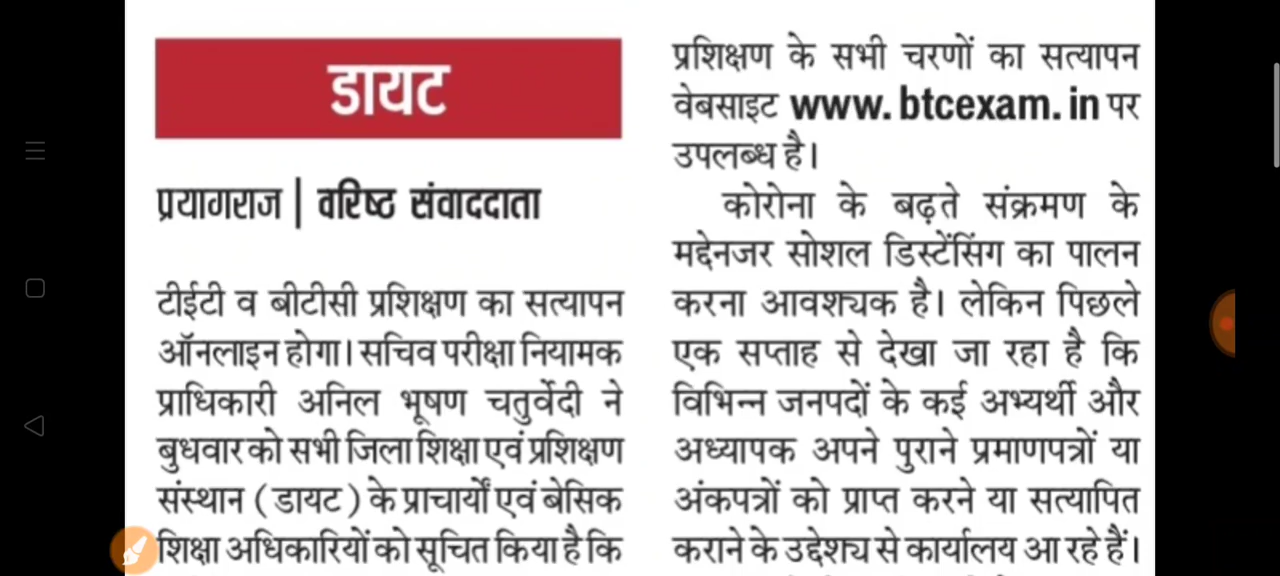 डायट
प्रयागराज | वरिष्ठ संवाददाता
टीईटी व बीटीसी प्रशिक्षण का सत्यापन
ऑनलाइन होगा। सचिव परीक्षा नियामक
प्राधिकारी अनिल भूषण चतुर्वेदी ने
बुधवार को सभी जिला शिक्षा एवं प्रशिक्षण
संस्थान (डायट) के प्राचार्यों एवं बेसिक
शिक्षा अधिकारियों को सूचित किया है कि
प्रशिक्षण के सभी चरणों का सत्यापन
वेबसाइट www.btcexam.in पर
उपलब्ध है।
कोरोना के बढ़ते संक्रमण के
मद्देनजर सोशल डिस्टेंसिंग का पालन
करना आवश्यक है। लेकिन पिछले
एक सप्ताह से देखा जा रहा है कि
विभिन्न जनपदों के कई अभ्यर्थी और
अध्यापक अपने पुराने प्रमाणपत्रों या
अंकपत्रों को प्राप्त करने या सत्यापित
कराने के उद्देश्य से कार्यालय आ रहे हैं।